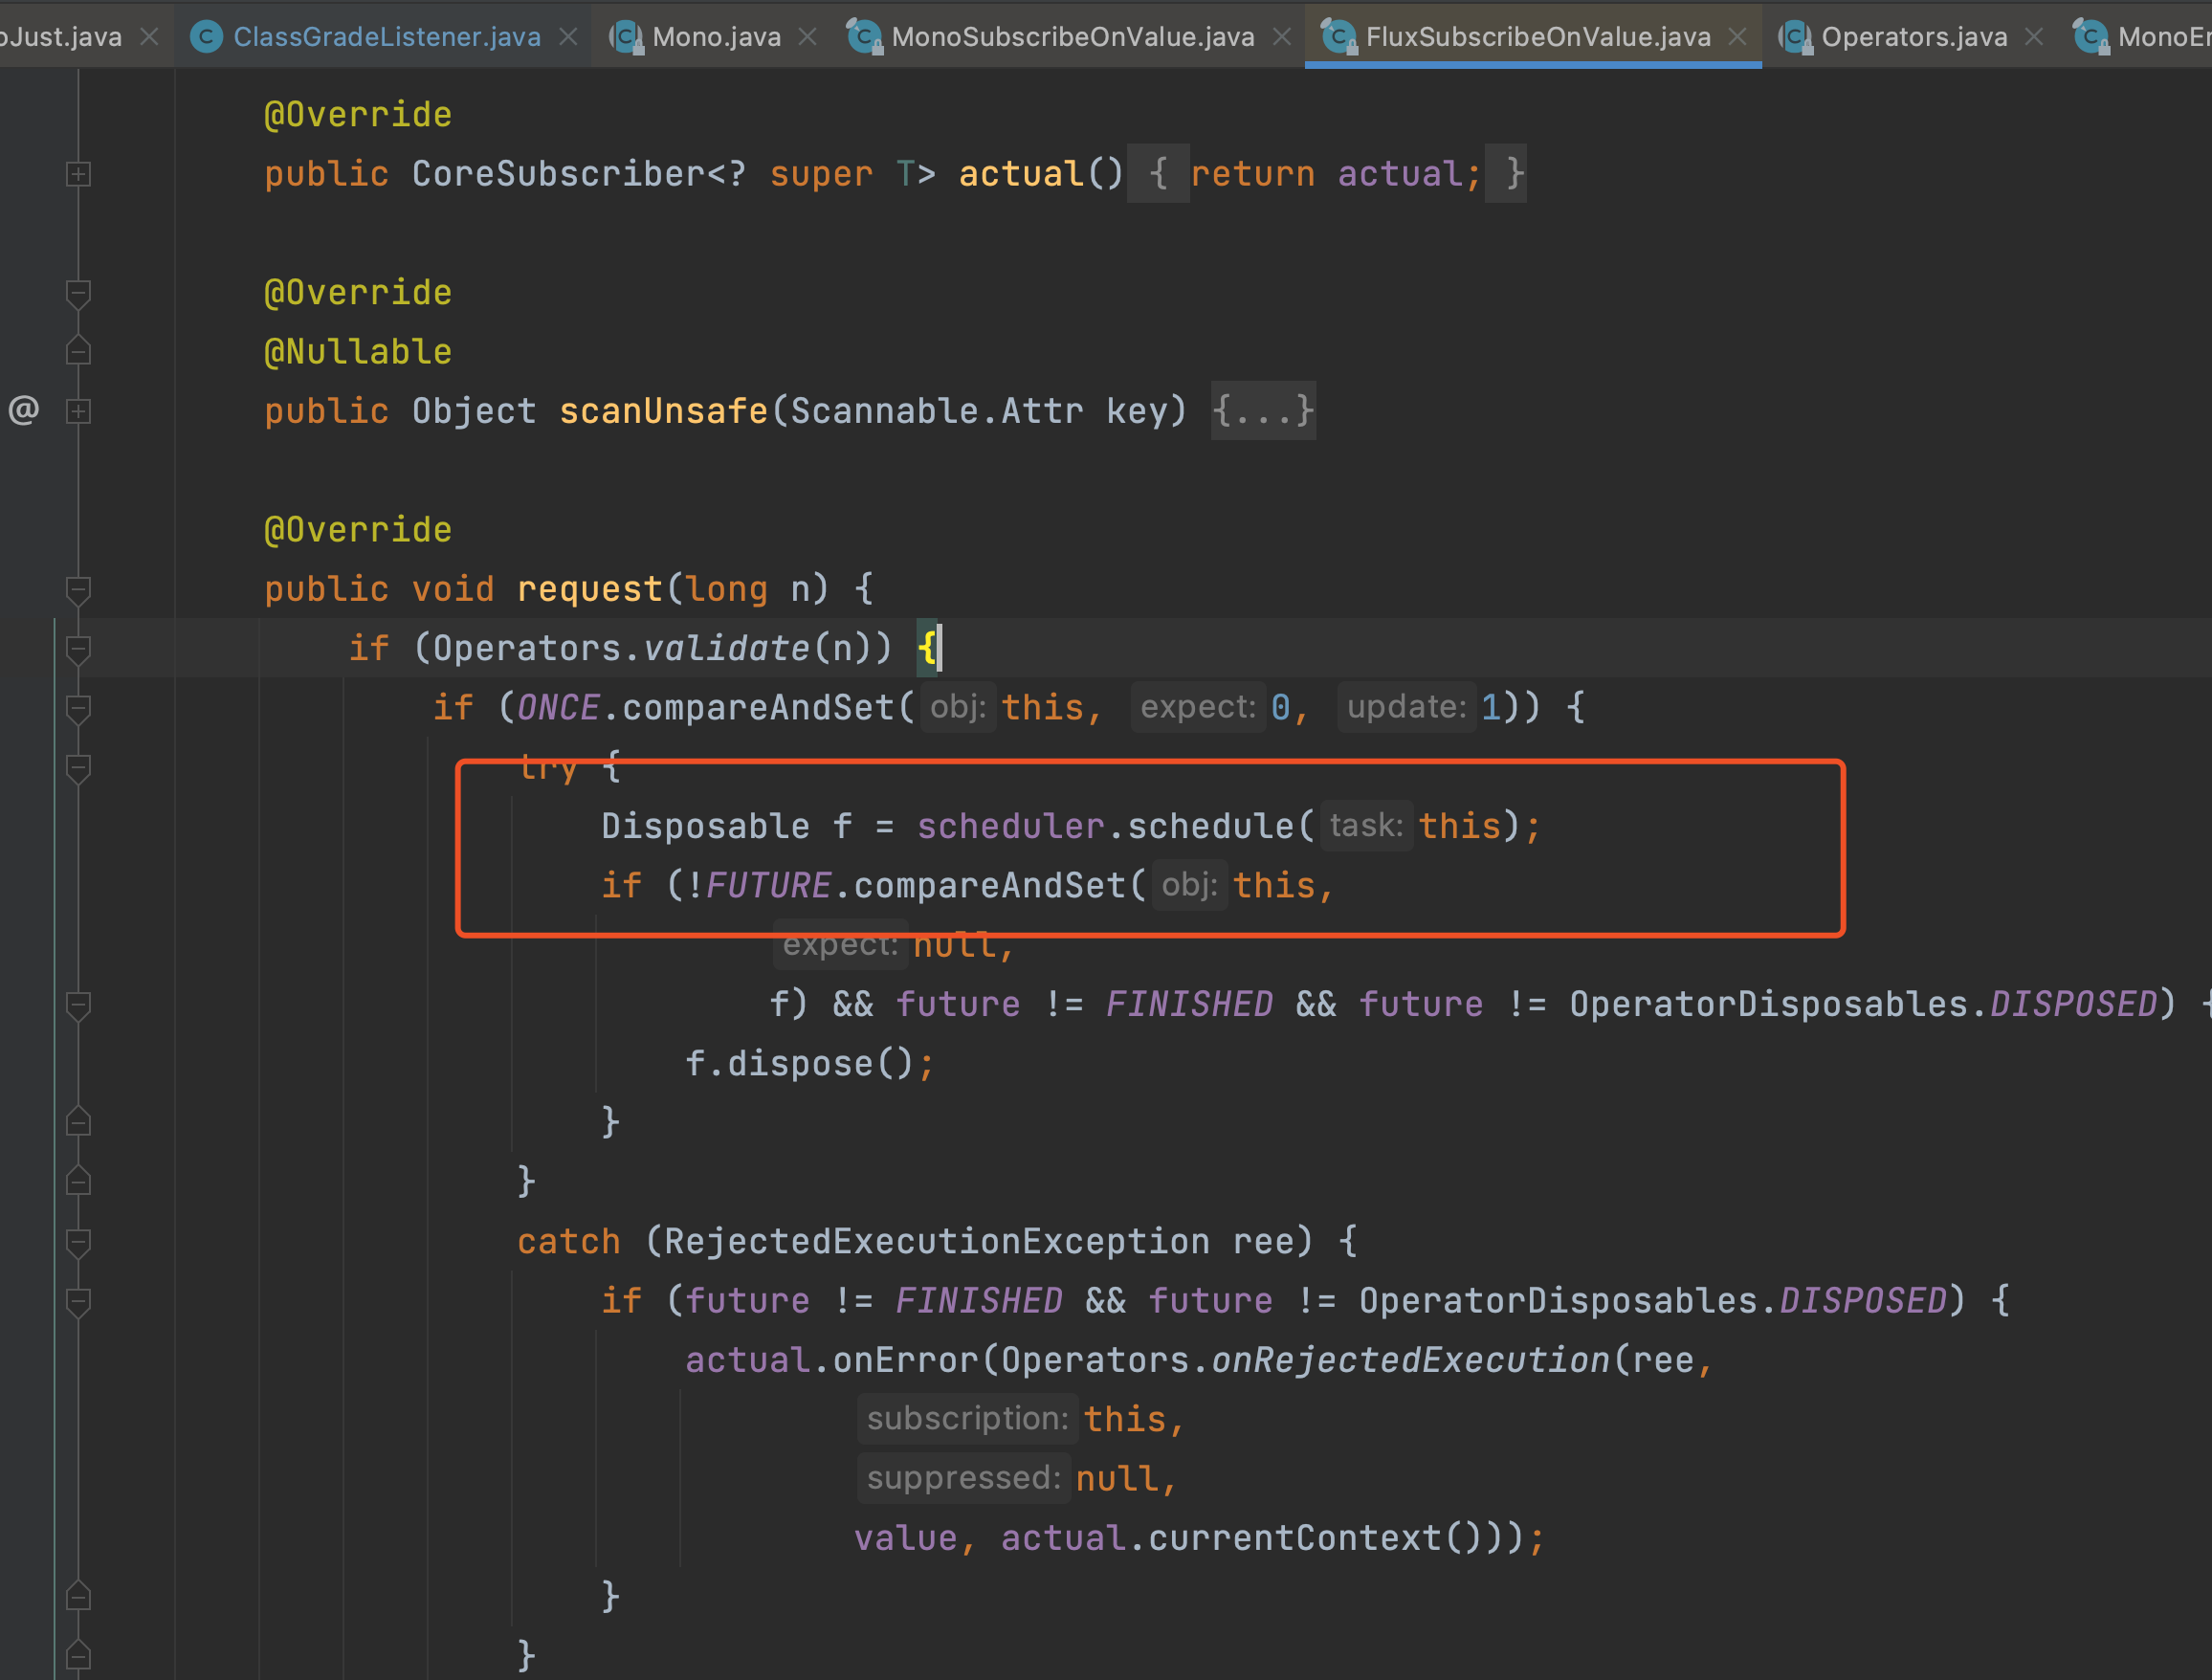 oJust.java ClassGradeListener.java Mono.java MonoSubscribeOnValue.java FluxSubscribeOnValue.java Operators.java MonoEr
@Override
public CoreSubscriber<? super T> actual() { return actual; }
@Override
@Nullable
@ public Object scanUnsafe(Scannable.Attr key) {...}
@Override
public void request(long n) {
if (Operators.validate(n)) {
if (ONCE.compareAndSet( obj: this, expect: 0, update: 1)) {
try {
Disposable f = scheduler.schedule( task: this);
if (!FUTURE.compareAndSet( obj: this,
expect: null,
f) && future != FINISHED && future != OperatorDisposables.DISPOSED) {
f.dispose();
}
}
catch (RejectedExecutionException ree) {
if (future != FINISHED && future != OperatorDisposables.DISPOSED) {
actual.onError(Operators.onRejectedExecution(ree,
subscription: this,
suppressed: null,
value, actual.currentContext()));
}
}